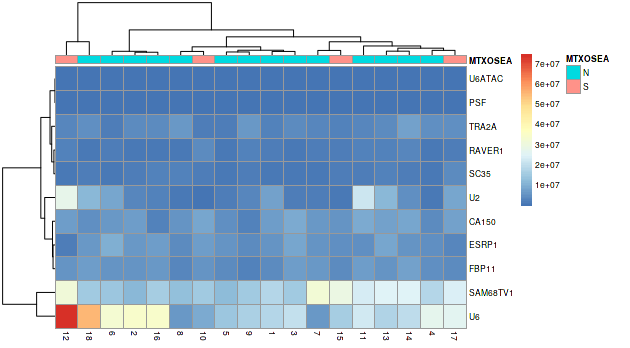 MTXOSEA
U6ATAC
PSF
TRA2A
RAVER1
SC35
U2
CA150
ESRP1
FBP11
SAM68TV1
U6
12 18 6 2 16 8 10 5 9 1 3 7 15 11 13 14 4 17
7e+07
6e+07
5e+07
4e+07
3e+07
2e+07
1e+07
MTXOSEA
N
S